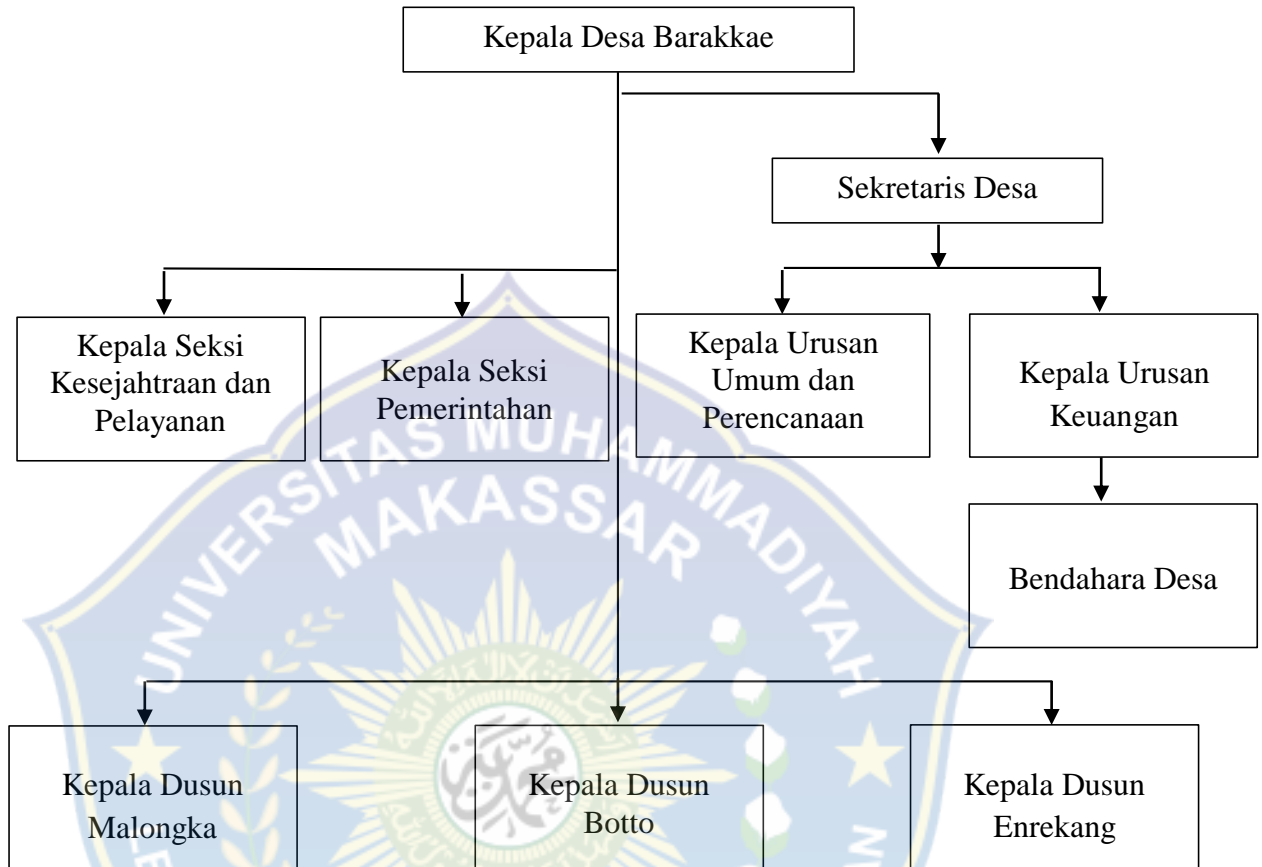 Kepala Desa Barakkae
Sekretaris Desa
Kepala Seksi
Kesejahtraan dan
Pelayanan
Kepala Seksi
Pemerintahan
Kepala Urusan
Umum dan
Perencanaan
Kepala Urusan
Keuangan
Bendahara Desa
UNIVERSITAS MUHAMMADIYAH
MAKASSAR
Kepala Dusun
Malongka
Kepala Dusun
Botto
Kepala Dusun
Enrekang